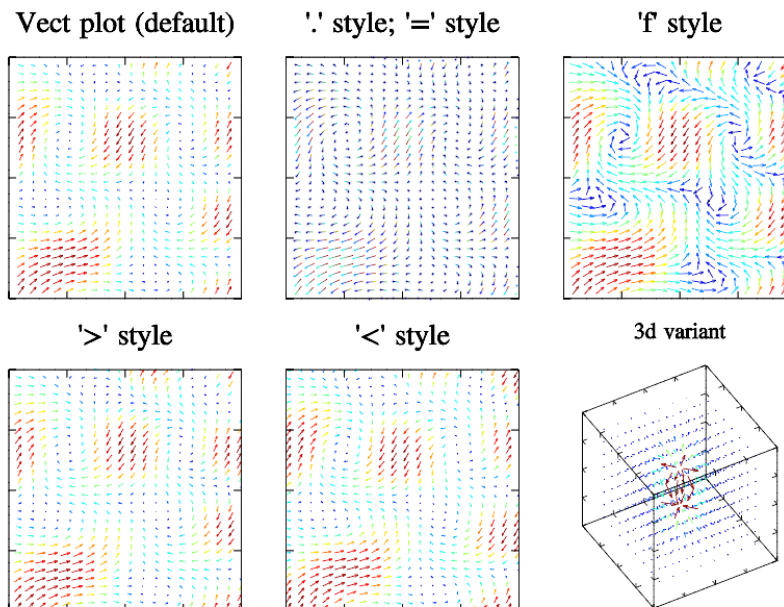 Vect plot (default)
'.' style; '=' style
'f' style
'>' style
'<' style
3d variant